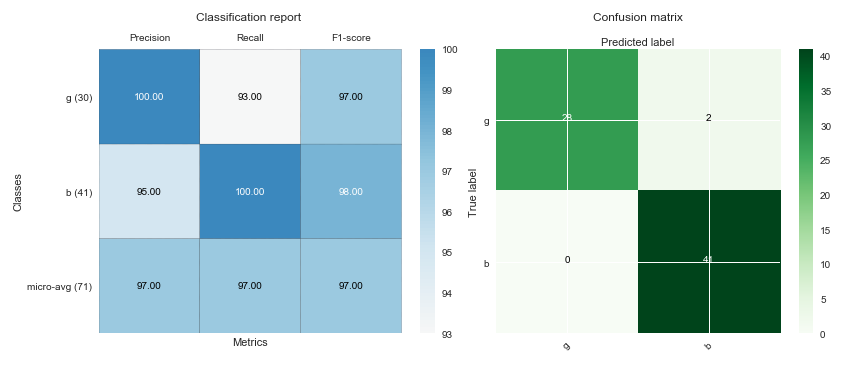 Classification report
Precision Recall F1-score
g (30) 100.00 93.00 97.00
b (41) 95.00 100.00 98.00
micro-avg (71) 97.00 97.00 97.00
Classes
Metrics
100
99
98
97
96
95
94
93
Confusion matrix
Predicted label
g 28 2
b 0 41
True label
g b
40
35
30
25
20
15
10
5
0